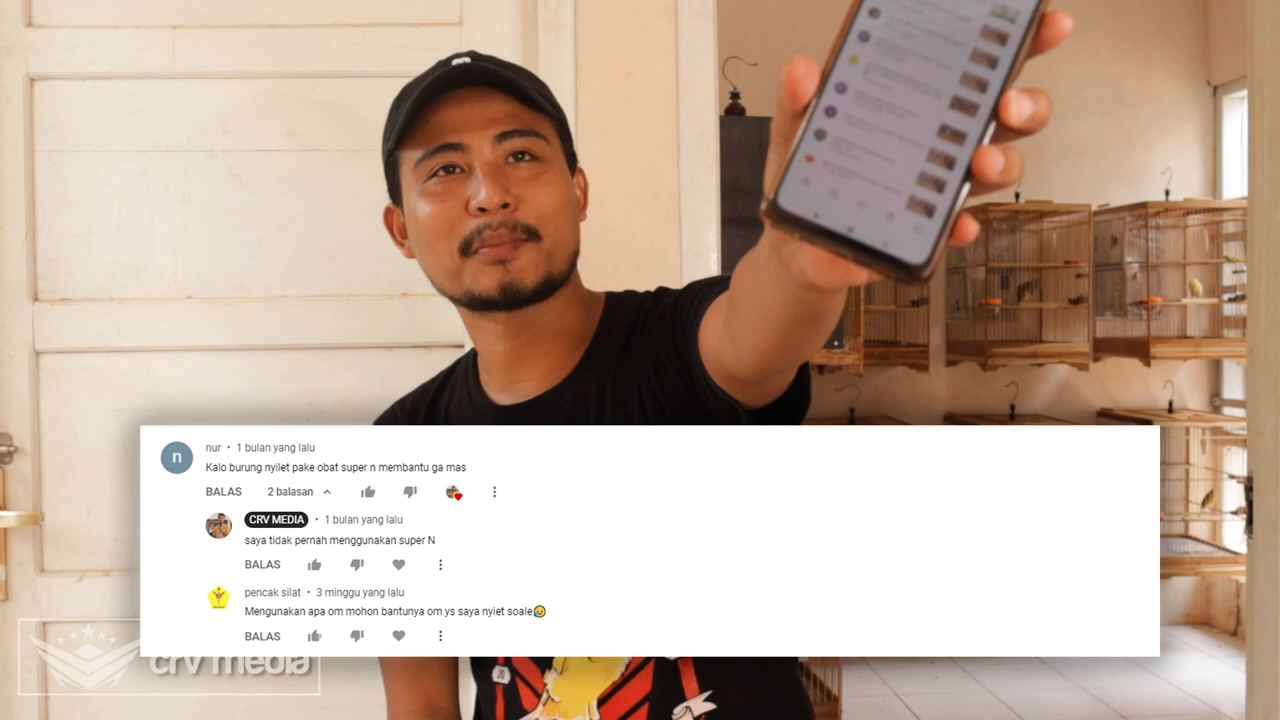 nur • 1 bulan yang lalu
n
Kalo burung nyilet pake obat super n membantu ga mas
BALAS 2 balasan
CRV MEDIA • 1 bulan yang lalu
saya tidak pernah menggunakan super N
BALAS
pencak silat • 3 minggu yang lalu
Mengunakan apa om mohon bantunya om ys saya nyiet soale😥
BALAS
crv media